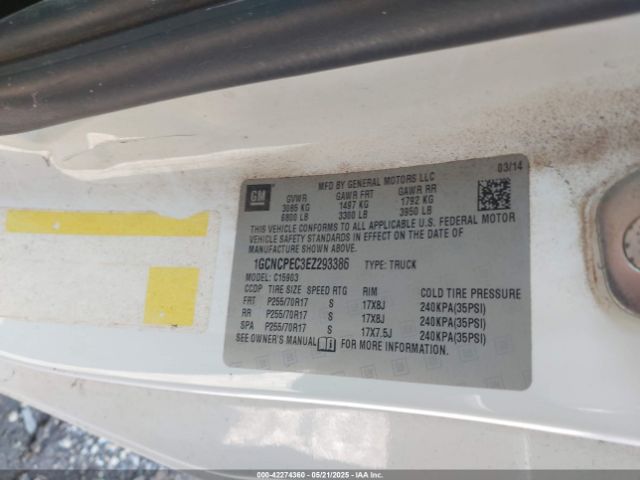 03/14
MFD BY GENERAL MOTORS LLC
GM
GVWR GAWR FRT GAWR RR
3085 KG 1497 KG 1792 KG
6800 LB 3300 LB 3950 LB
THIS VEHICLE CONFORMS TO ALL APPLICABLE U.S. FEDERAL MOTOR
VEHICLE SAFETY STANDARDS IN EFFECT ON THE DATE OF
MANUFACTURE SHOWN ABOVE.
1GCNCPEC3EZ293386 TYPE: TRUCK
MODEL: C15903
CCDP TIRE SIZE SPEED RTG RIM COLD TIRE PRESSURE
FRT P255/70R17 S 17X8J 240KPA(35PSI)
RR P255/70R17 S 17X8J 240KPA(35PSI)
SPA P255/70R17 S 17X7.5J 240KPA(35PSI)
SEE OWNER'S MANUAL FOR MORE INFORMATION.
000-42274360 - 05/21/2025 - IAAI.COM